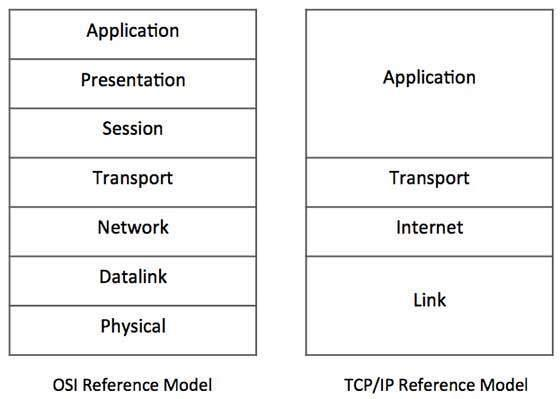 Application
Presentation
Session
Transport
Network
Datalink
Physical
OSI Reference Model
Application
Transport
Internet
Link
TCP/IP Reference Model